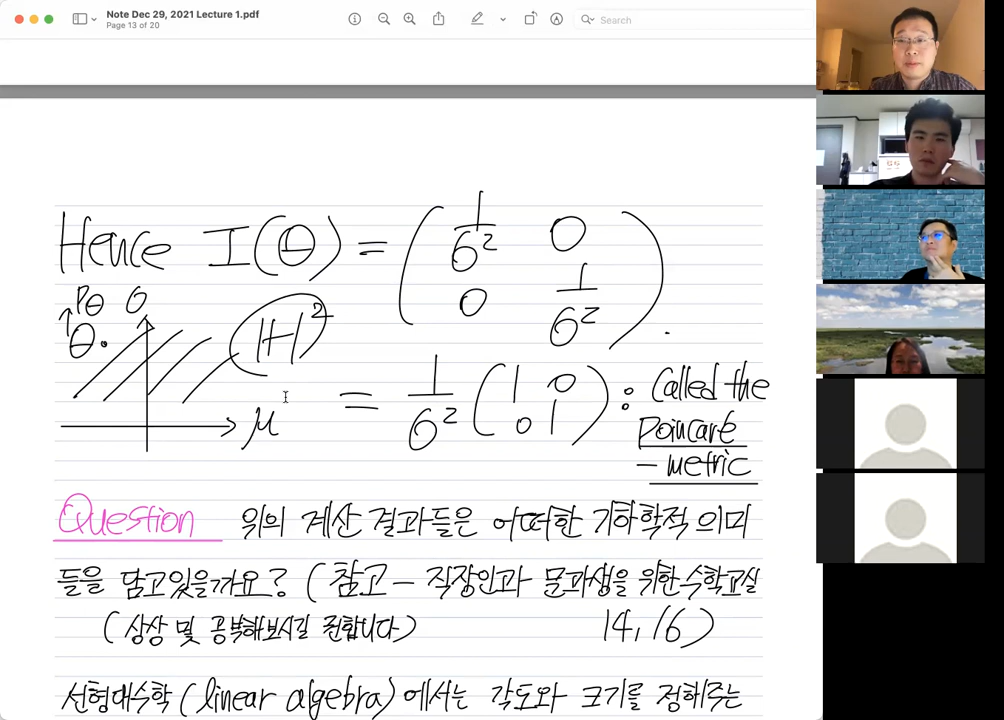 Note Dec 29, 2021 Lecture 1.pdf
Page 13 of 20
Search
Hence I(θ) = ( 1/σ² 0
0 1/σ² ) .
Pθ σ
θ
|H|²
μ
= 1/σ² ( 1 0
0 1 ) : called the
Poincaré
- metric
Question 위의 계산 결과들은 어떠한 기하학적 의미
들을 담고있을까요? (참고 - 직장인과 문과생을 위한 수학교실
(상상 및 공부해보시길 권합니다) 14, 16)
선형대수학(linear algebra)에서는 각도와 크기를 정해주는